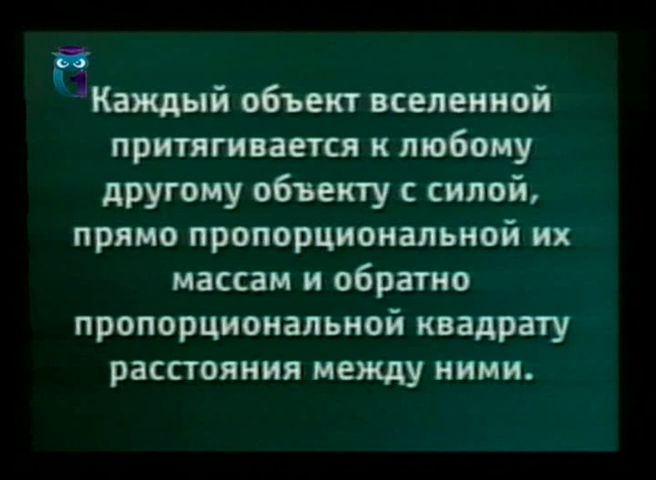 Каждый объект вселенной
притягивается к любому
другому объекту с силой,
прямо пропорциональной их
массам и обратно
пропорциональной квадрату
расстояния между ними.